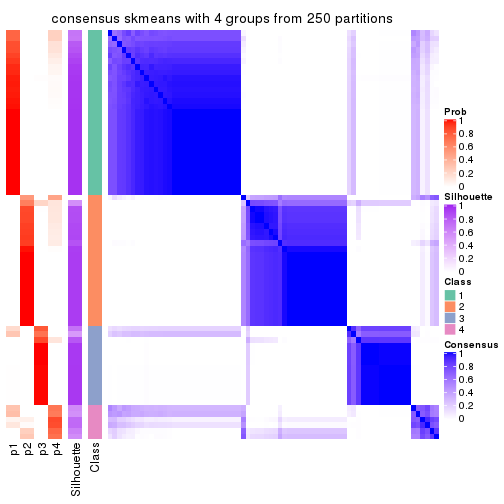 consensus skmeans with 4 groups from 250 partitions
Prob
1
0.8
0.6
0.4
0.2
0
Silhouette
1
0.8
0.6
0.4
0.2
0
Class
1
2
3
4
Consensus
1
0.8
0.6
0.4
0.2
0
p1
p2
p3
p4
Silhouette
Class